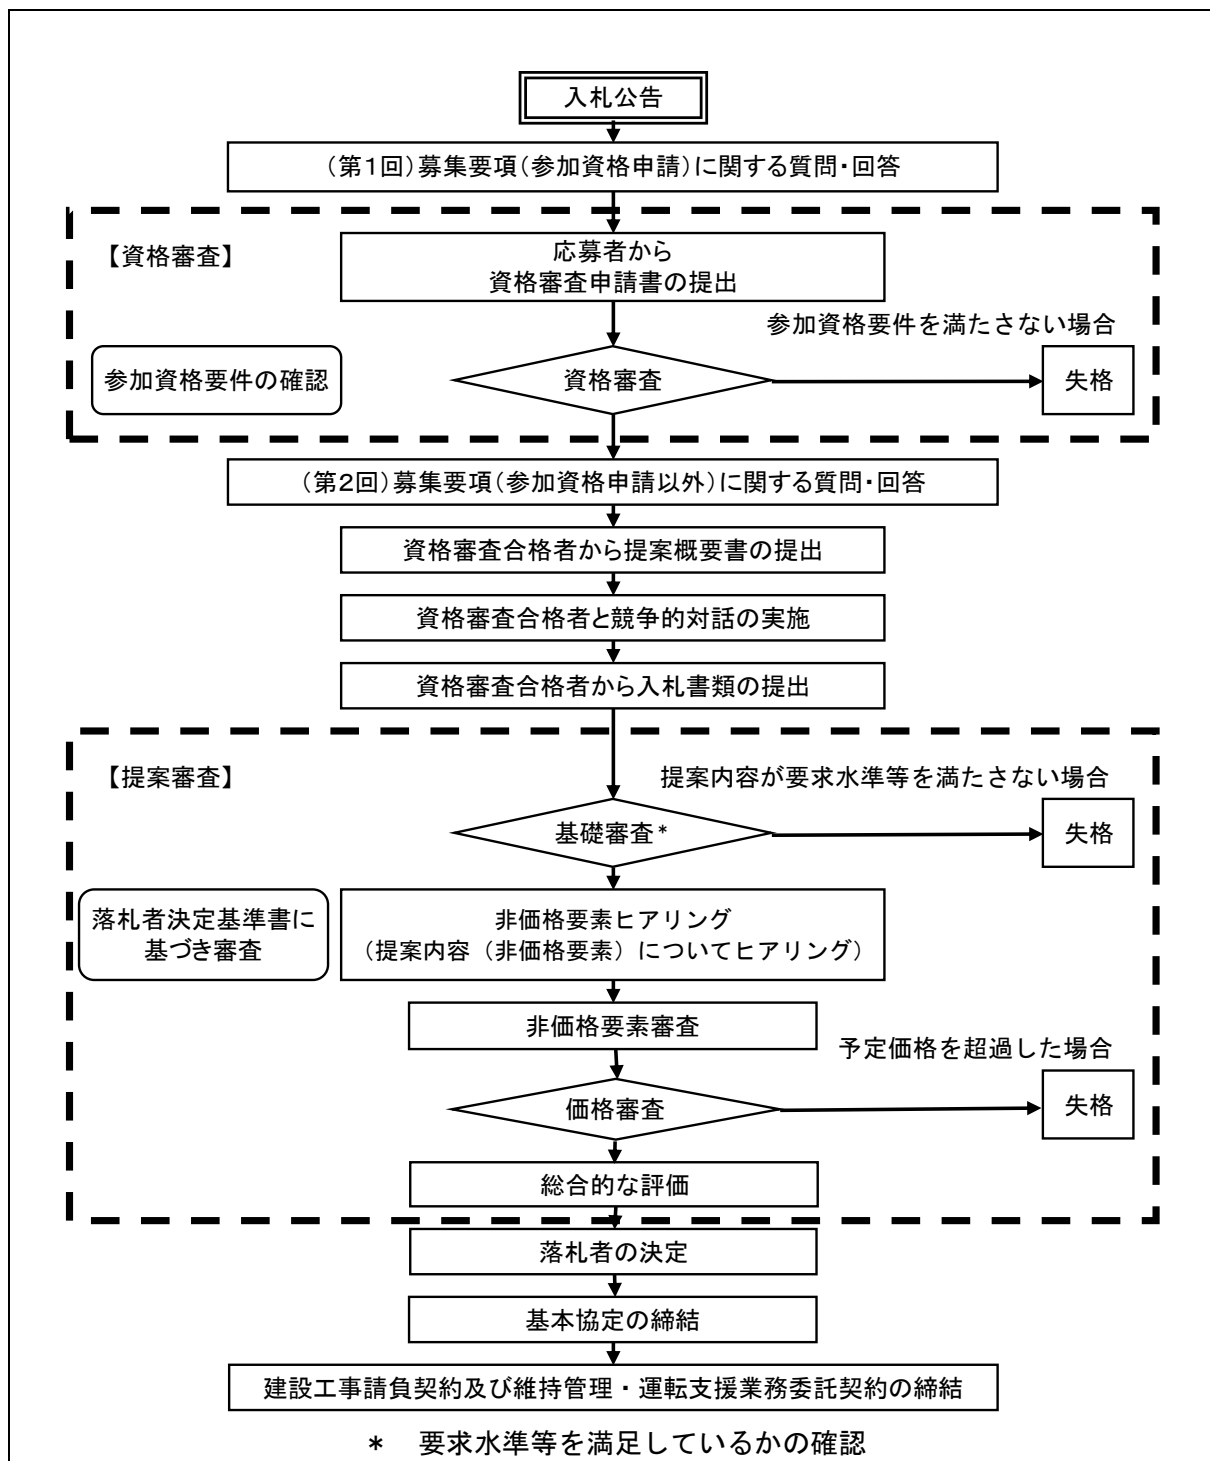 入札公告
（第１回）募集要項（参加資格申請）に関する質問・回答
【資格審査】
応募者から
資格審査申請書の提出
参加資格要件を満たさない場合
参加資格要件の確認
資格審査
失格
（第２回）募集要項（参加資格申請以外）に関する質問・回答
資格審査合格者から提案概要書の提出
資格審査合格者と競争的対話の実施
資格審査合格者から入札書類の提出
【提案審査】
提案内容が要求水準等を満たさない場合
基礎審査*
失格
落札者決定基準書に
基づき審査
非価格要素ヒアリング
（提案内容（非価格要素）についてヒアリング）
非価格要素審査
予定価格を超過した場合
価格審査
失格
総合的な評価
落札者の決定
基本協定の締結
建設工事請負契約及び維持管理・運転支援業務委託契約の締結
*　要求水準等を満足しているかの確認